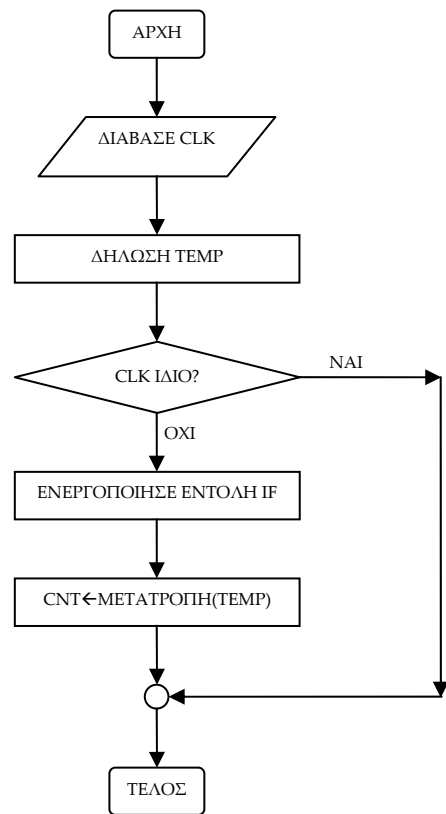 ΑΡΧΗ
ΔΙΑΒΑΣΕ CLK
ΔΗΛΩΣΗ TEMP
CLK ΙΔΙΟ?
ΝΑΙ
ΟΧΙ
ΕΝΕΡΓΟΠΟΙΗΣΕ ΕΝΤΟΛΗ IF
CNT←ΜΕΤΑΤΡΟΠΗ(TEMP)
ΤΕΛΟΣ